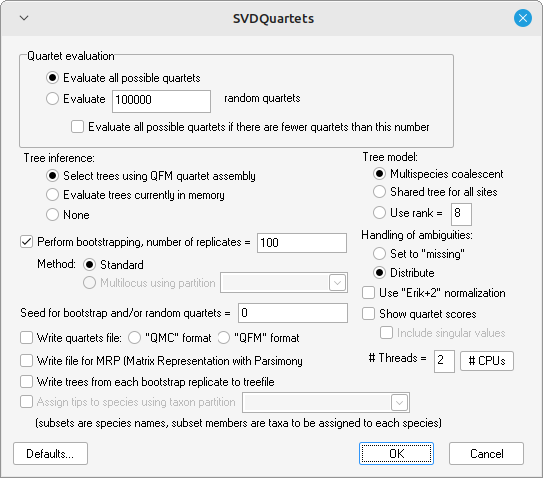 SVDQuartets
Quartet evaluation
Evaluate all possible quartets
Evaluate 100000 random quartets
Evaluate all possible quartets if there are fewer quartets than this number
Tree inference:
Select trees using QFM quartet assembly
Evaluate trees currently in memory
None
Tree model:
Multispecies coalescent
Shared tree for all sites
Use rank = 8
Perform bootstrapping, number of replicates = 100
Method: Standard
Multilocus using partition
Handling of ambiguities:
Set to "missing"
Distribute
Use "Erik+2" normalization
Seed for bootstrap and/or random quartets = 0
Show quartet scores
Include singular values
Write quartets file: "QMC" format "QFM" format
Write file for MRP (Matrix Representation with Parsimony
# Threads = 2 # CPUs
Write trees from each bootstrap replicate to treefile
Assign tips to species using taxon partition
(subsets are species names, subset members are taxa to be assigned to each species)
Defaults... OK Cancel